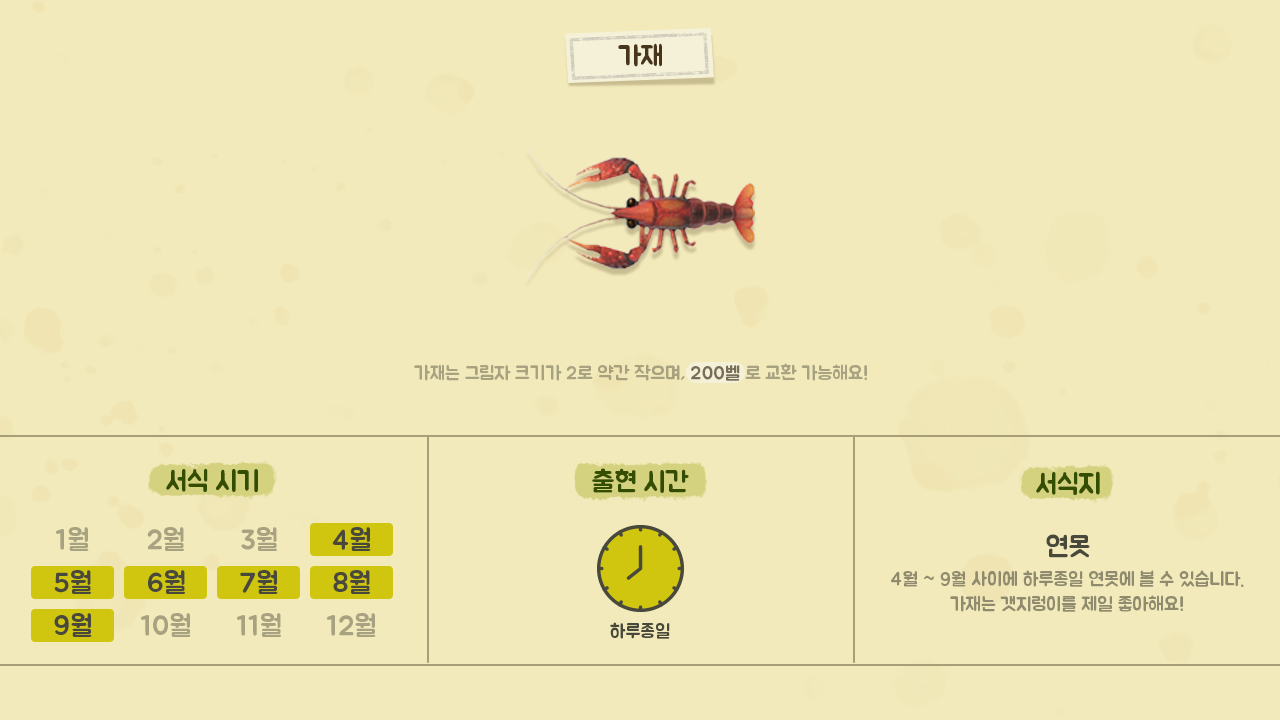 가재
가재는 그림자 크기가 2로 약간 작으며, 200벨 로 교환 가능해요!
서식 시기
1월 2월 3월 4월
5월 6월 7월 8월
9월 10월 11월 12월
출현 시간
하루종일
서식지
연못
4월 ~ 9월 사이에 하루종일 연못에 볼 수 있습니다.
가재는 갯지렁이를 제일 좋아해요!